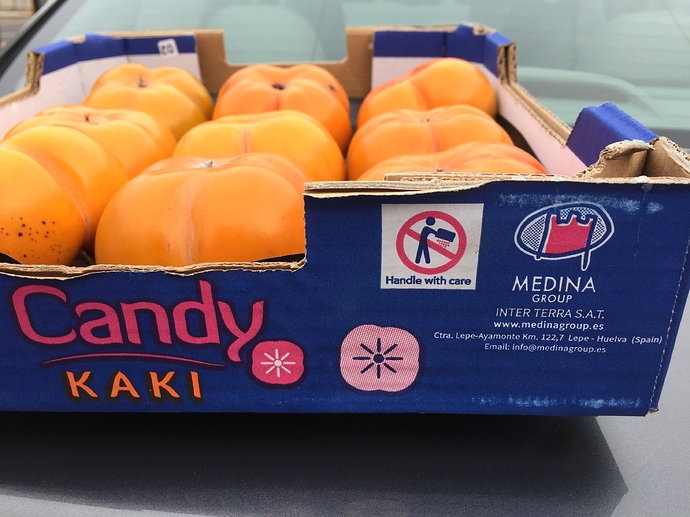 Candy
KAKI
Handle with care
MEDINA
GROUP
INTER TERRA S.A.T.
www.medinagroup.es
Ctra. Lepe-Ayamonte Km. 122,7 Lepe - Huelva (Spain)
Email: info@medinagroup.es